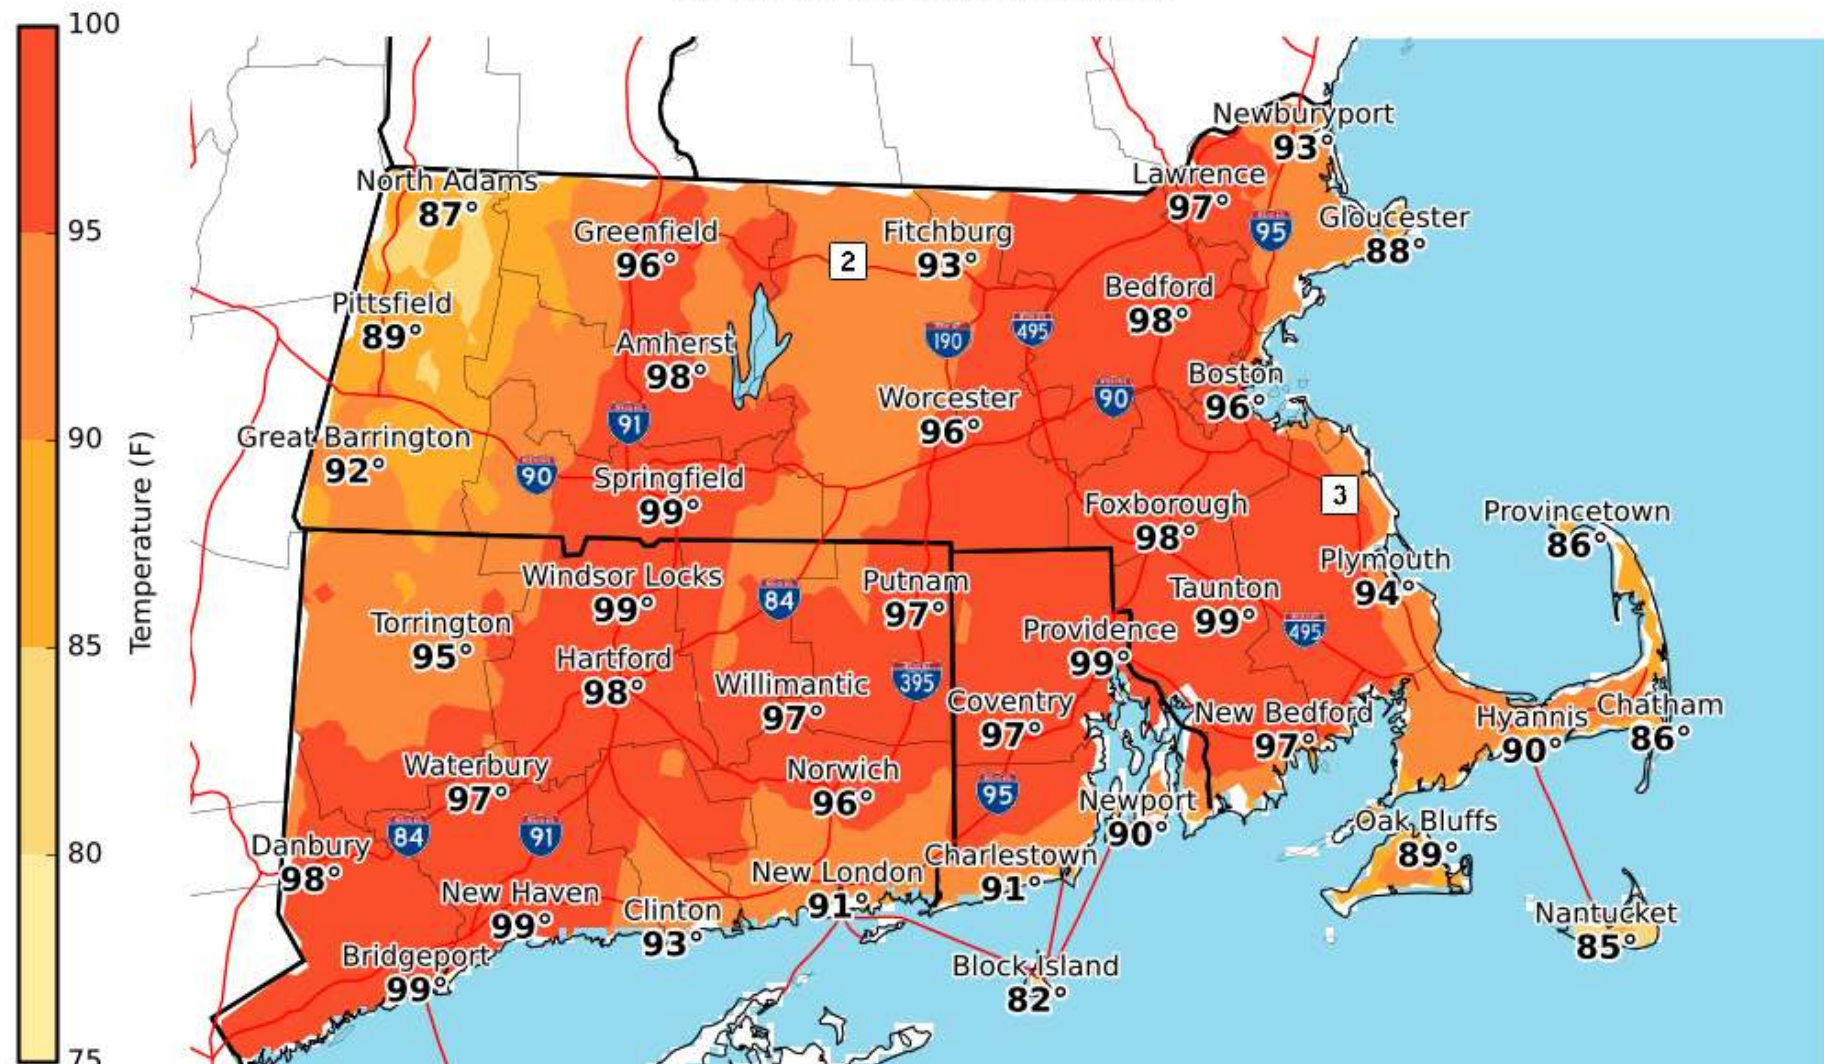 100
95
90
85
80
75
Temperature (F)
Newburyport
93°
Lawrence
97°
North Adams
87°
95
Gloucester
88°
Greenfield
96°
2
Fitchburg
93°
Bedford
98°
Pittsfield
89°
190
495
Amherst
98°
Boston
96°
90
Worcester
96°
91
Great Barrington
92°
90
Springfield
99°
3
Foxborough
98°
Provincetown
86°
Plymouth
94°
Windsor Locks
99°
84
Putnam
97°
Taunton
99°
495
Torrington
95°
Providence
99°
Hartford
98°
395
Willimantic
97°
Coventry
97°
New Bedford
97°
Hyannis
90°
Chatham
86°
Waterbury
97°
Norwich
96°
95
Newport
90°
Oak Bluffs
89°
84
91
Danbury
98°
Charlestown
91°
New London
91°
New Haven
99°
Clinton
93°
Nantucket
85°
Bridgeport
99°
Block Island
82°